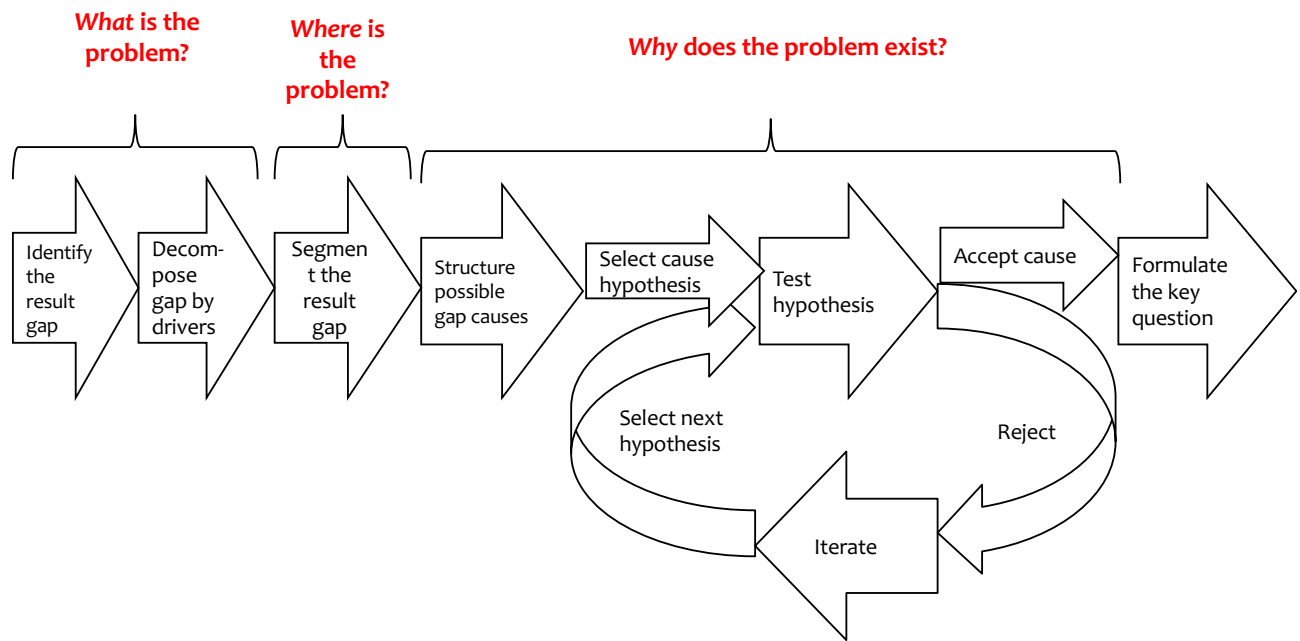 What is the
problem?
Where is
the
problem?
Why does the problem exist?
Identify
the
result
gap
Decom-
pose
gap by
drivers
Segmen
t the
result
gap
Structure
possible
gap causes
Select cause
hypothesis
Test
hypothesis
Accept cause
Formulate
the key
question
Select next
hypothesis
Reject
Iterate